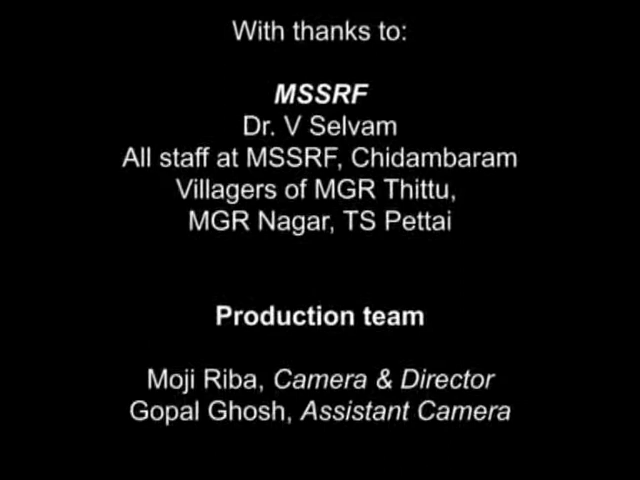 With thanks to:
MSSRF
Dr. V Selvam
All staff at MSSRF, Chidambaram
Villagers of MGR Thittu,
MGR Nagar, TS Pettai
Production team
Moji Riba, Camera & Director
Gopal Ghosh, Assistant Camera